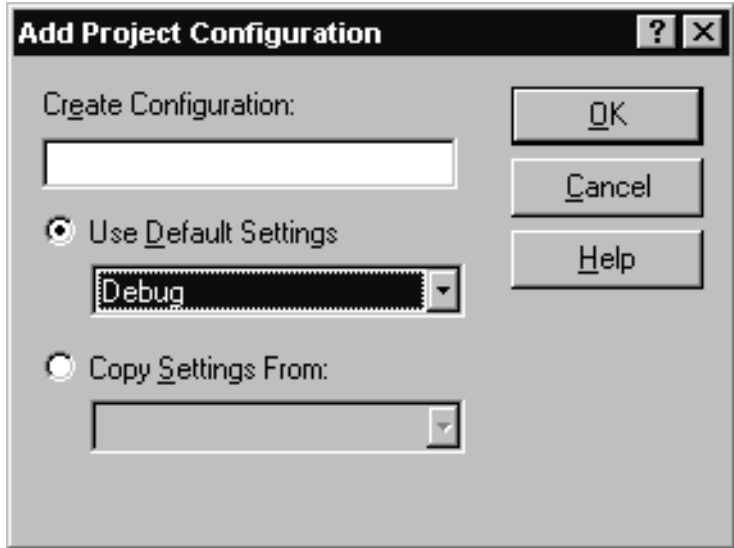 Add Project Configuration
?
Create Configuration:
OK
Cancel
Use Default Settings
Help
Debug
Copy Settings From: